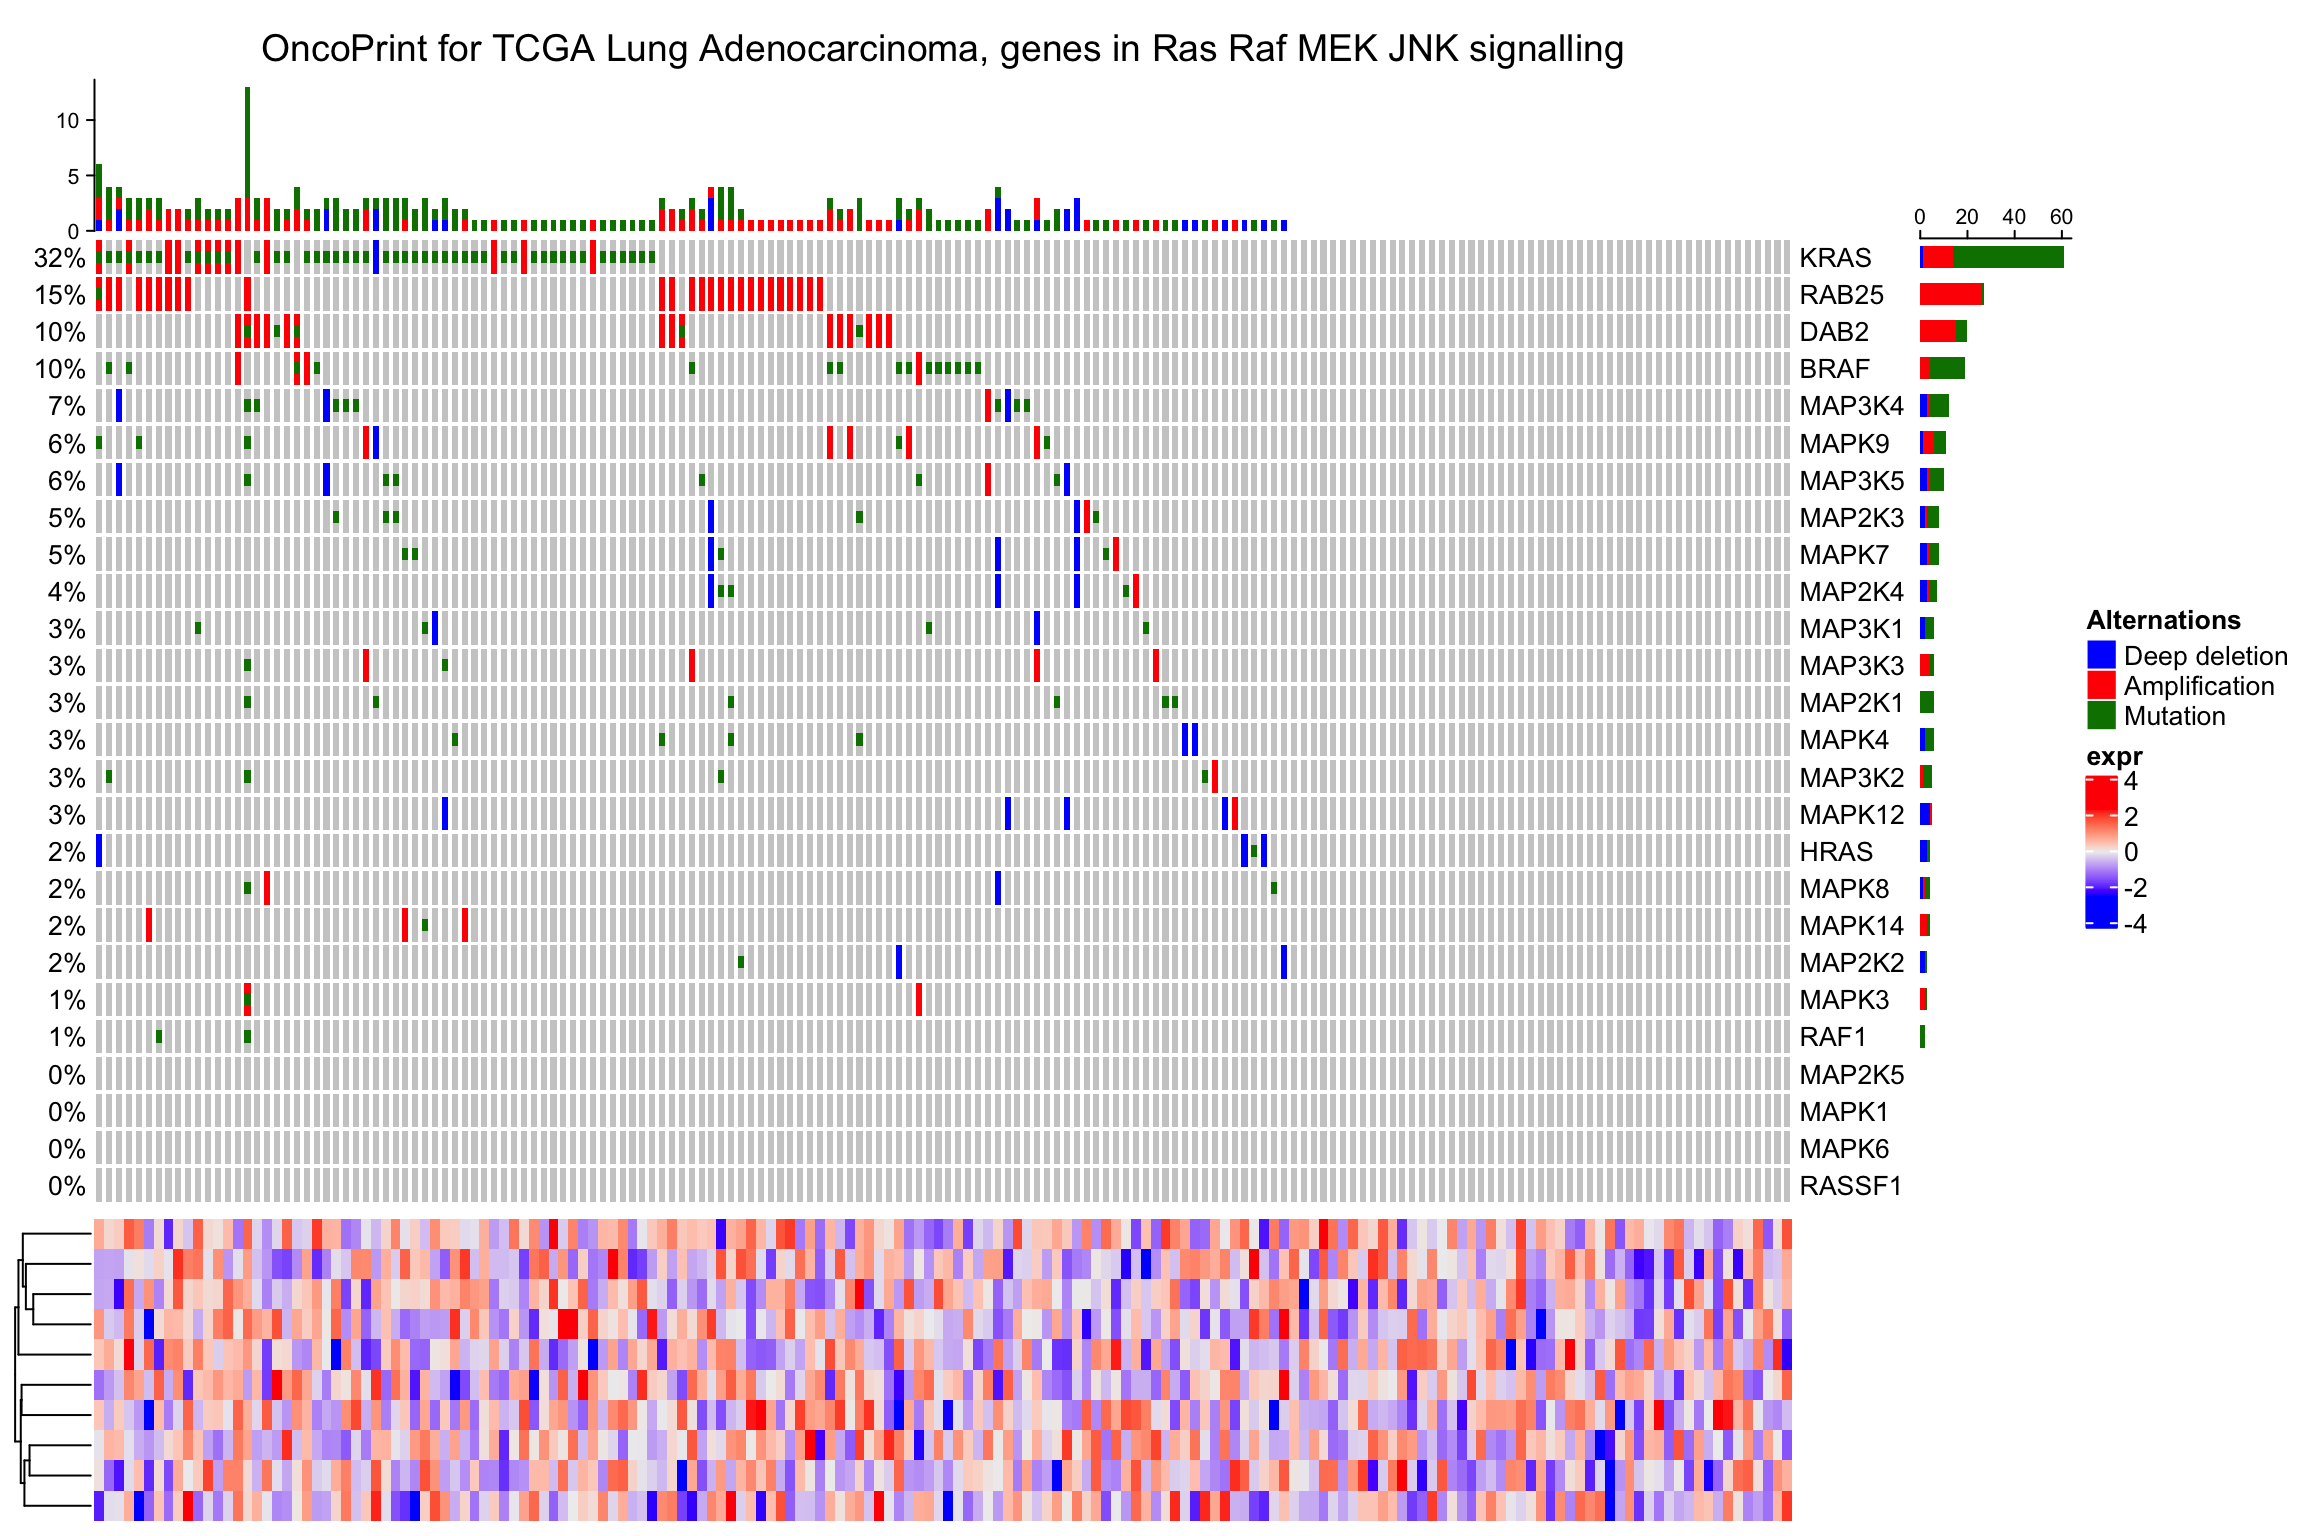 OncoPrint for TCGA Lung Adenocarcinoma, genes in Ras Raf MEK JNK signalling
10
5
0
0 20 40 60
32% KRAS
15% RAB25
10% DAB2
10% BRAF
7% MAP3K4
6% MAPK9
6% MAP3K5
5% MAP2K3
5% MAPK7
4% MAP2K4
3% MAP3K1
3% MAP3K3
3% MAP2K1
3% MAPK4
3% MAP3K2
3% MAPK12
2% HRAS
2% MAPK8
2% MAPK14
2% MAP2K2
1% MAPK3
1% RAF1
0% MAP2K5
0% MAPK1
0% MAPK6
0% RASSF1
Alternations
Deep deletion
Amplification
Mutation
expr
4
2
0
-2
-4